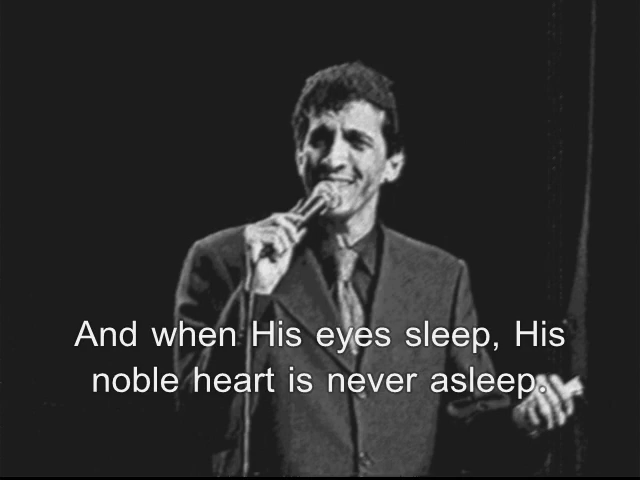 And when His eyes sleep, His
noble heart is never asleep.